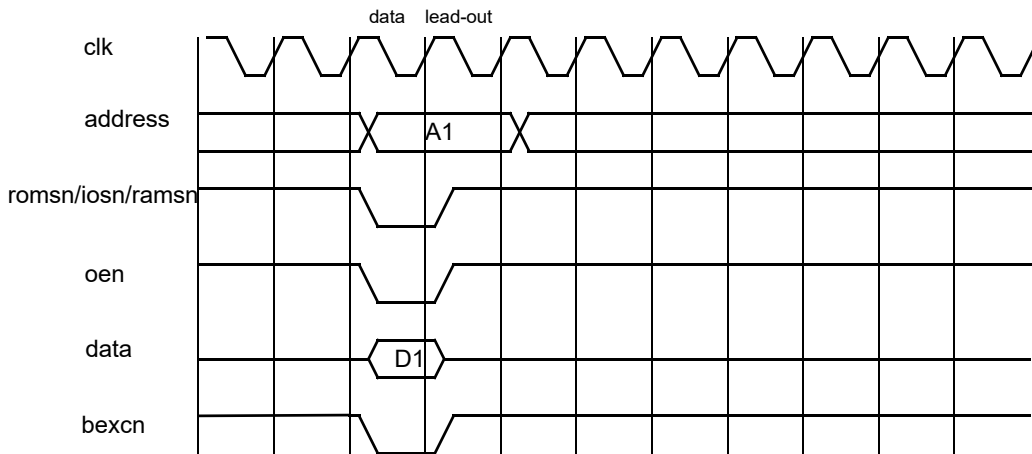 data lead-out
clk
address
A1
romsn/iosn/ramsn
oen
data
D1
bexcn